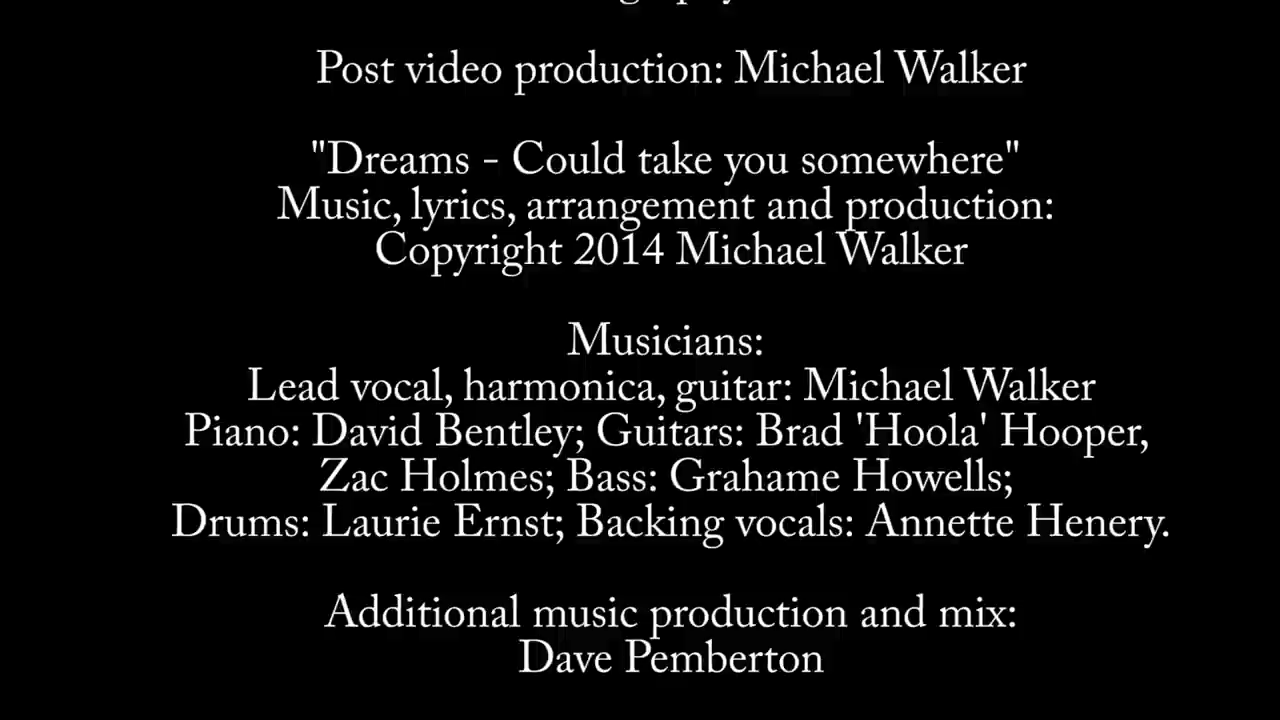 Post video production: Michael Walker
"Dreams - Could take you somewhere"
Music, lyrics, arrangement and production:
Copyright 2014 Michael Walker
Musicians:
Lead vocal, harmonica, guitar: Michael Walker
Piano: David Bentley; Guitars: Brad 'Hoola' Hooper,
Zac Holmes; Bass: Grahame Howells;
Drums: Laurie Ernst; Backing vocals: Annette Henery.
Additional music production and mix:
Dave Pemberton